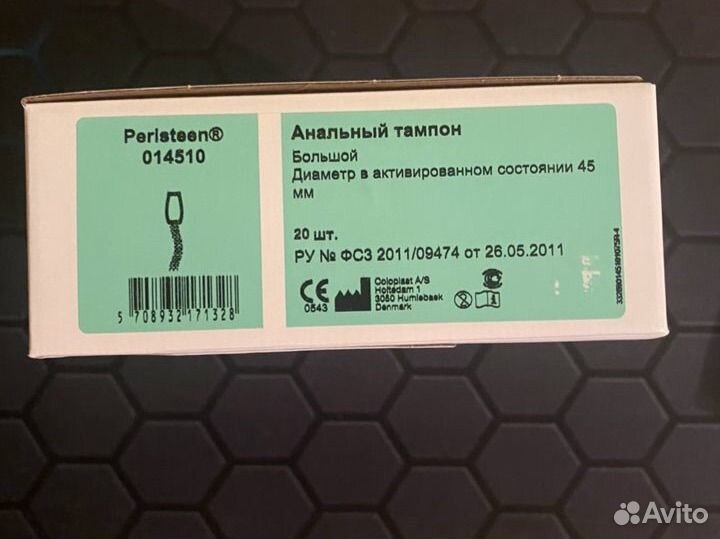 Peristeen®
014510
5 708932 171328
Анальный тампон
Большой
Диаметр в активированном состоянии 45
мм
20 шт.
РУ № ФСЗ 2011/09474 от 26.05.2011
CE
0543
Coloplast A/S
Holtedam 1
3050 Humlebaek
Denmark
Avito